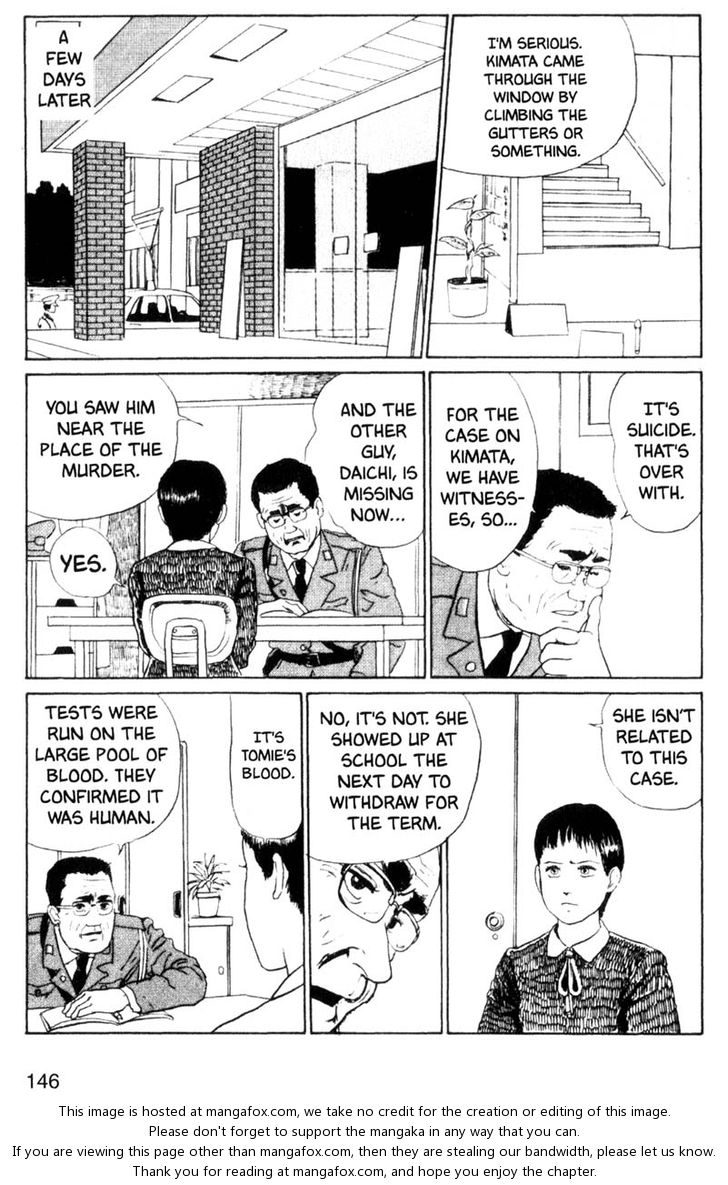 A
FEW
DAYS
LATER
I'M SERIOUS.
KIMATA CAME
THROUGH THE
WINDOW BY
CLIMBING THE
GUTTERS OR
SOMETHING.
YOU SAW HIM
NEAR THE
PLACE OF THE
MURDER.
YES.
AND THE
OTHER
GUY,
DAICHI, IS
MISSING
NOW...
FOR THE
CASE ON
KIMATA,
WE HAVE
WITNESS-
ES, SO...
IT'S
SUICIDE.
THAT'S
OVER
WITH.
TESTS WERE
RUN ON THE
LARGE POOL OF
BLOOD. THEY
CONFIRMED IT
WAS HUMAN.
IT'S
TOMIE'S
BLOOD.
NO, IT'S NOT. SHE
SHOWED UP AT
SCHOOL THE
NEXT DAY TO
WITHDRAW FOR
THE TERM.
SHE ISN'T
RELATED
TO THIS
CASE.
146
This image is hosted at mangafox.com, we take no credit for the creation or editing of this image.
Please don't forget to support the mangaka in any way that you can.
If you are viewing this page other than mangafox.com, then they are stealing our bandwidth, please let us know.
Thank you for reading at mangafox.com, and hope you enjoy the chapter.